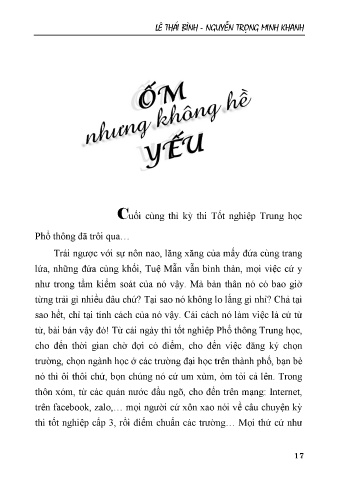 LÊ THÁI BÌNH - NGUYỄN TRỌNG MINH KHANH
ỐM
nhưng không hề
YẾU
Cuối cùng thì kỳ thi Tốt nghiệp Trung học
Phổ thông đã trôi qua…
Trái ngược với sự nôn nao, lăng xăng của mấy đứa cùng trang
lứa, những đứa cùng khối, Tuệ Mẫn vẫn bình thản, mọi việc cứ y
như trong tầm kiểm soát của nó vậy. Mà bản thân nó có bao giờ
từng trải gì nhiều đâu chứ? Tại sao nó không lo lắng gì nhỉ? Chả tại
sao hết, chỉ tại tính cách của nó vậy. Cái cách nó làm việc là cứ từ
từ, bài bản vậy đó! Từ cái ngày thi tốt nghiệp Phổ thông Trung học,
cho đến thời gian chờ đợi có điểm, cho đến việc đăng ký chọn
trường, chọn ngành học ở các trường đại học trên thành phố, bạn bè
nó thì ôi thôi chứ, bọn chúng nó cứ um xùm, ỏm tỏi cả lên. Trong
thôn xóm, từ các quán nước đầu ngõ, cho đến trên mạng: Internet,
trên facebook, zalo,… mọi người cứ xôn xao nói về câu chuyện kỳ
thi tốt nghiệp cấp 3, rồi điểm chuẩn các trường… Mọi thứ cứ như
17